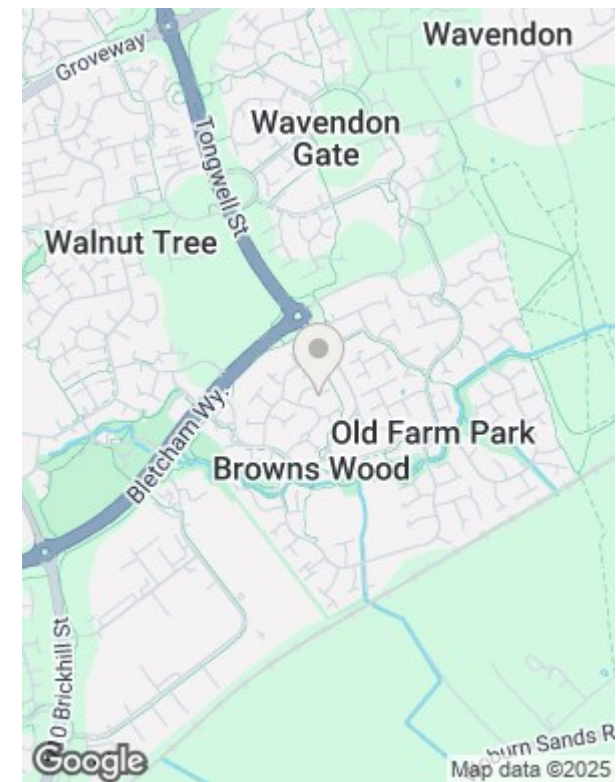 Wavendon
Groveway
Wavendon
Gate
Tongwell St
Walnut Tree
Bletcham Wy.
Old Farm Park
Browns Wood
Brickhill St
Sands R
Google
Map data ©2025